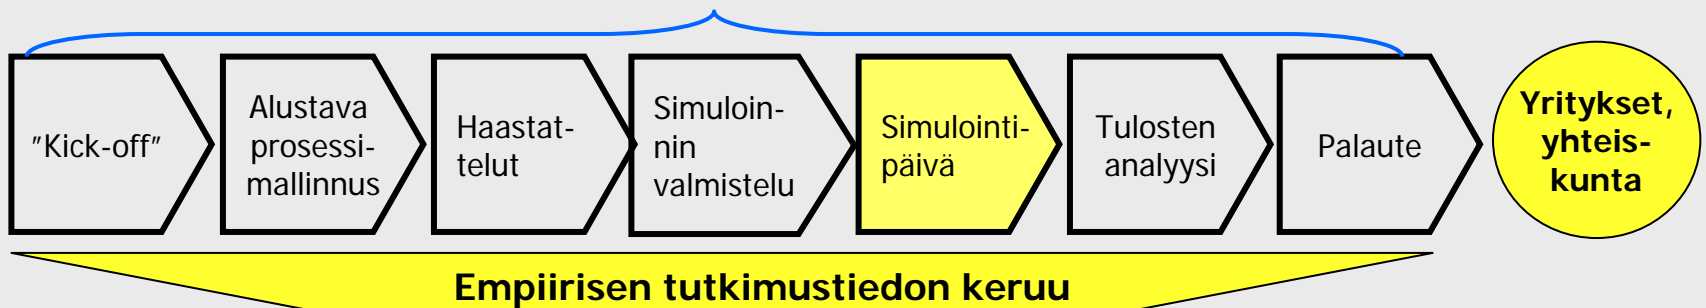 "Kick-off"
Alustava
prosessi-
mallinnus
Haastat-
telut
Simuloin-
nin
valmistelu
Simulointi-
päivä
Tulosten
analyysi
Palaute
Yritykset,
yhteis-
kunta
Empiirisen tutkimustiedon keruu